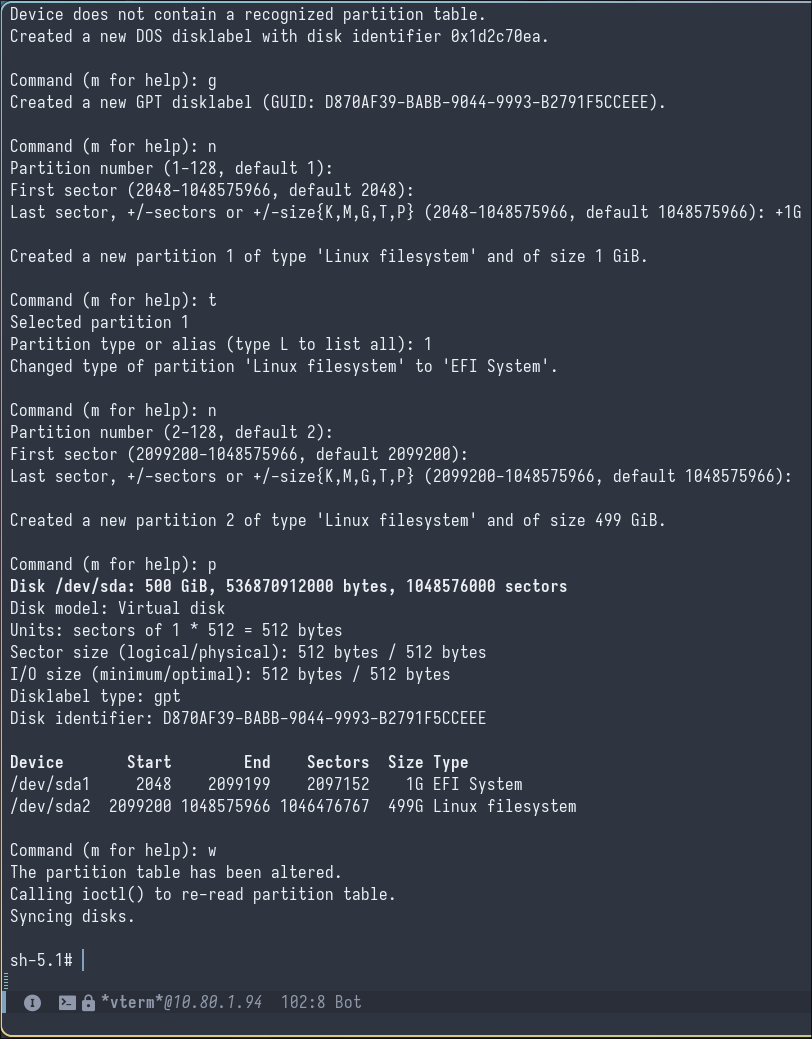 Device does not contain a recognized partition table.
Created a new DOS disklabel with disk identifier 0x1d2c70ea.
Command (m for help): g
Created a new GPT disklabel (GUID: D870AF39-BABB-9044-9993-B2791F5CCEEE).
Command (m for help): n
Partition number (1-128, default 1):
First sector (2048-1048575966, default 2048):
Last sector, +/-sectors or +/-size{K,M,G,T,P} (2048-1048575966, default 1048575966): +1G
Created a new partition 1 of type 'Linux filesystem' and of size 1 GiB.
Command (m for help): t
Selected partition 1
Partition type or alias (type L to list all): 1
Changed type of partition 'Linux filesystem' to 'EFI System'.
Command (m for help): n
Partition number (2-128, default 2):
First sector (2099200-1048575966, default 2099200):
Last sector, +/-sectors or +/-size{K,M,G,T,P} (2099200-1048575966, default 1048575966):
Created a new partition 2 of type 'Linux filesystem' and of size 499 GiB.
Command (m for help): p
Disk /dev/sda: 500 GiB, 536870912000 bytes, 1048576000 sectors
Disk model: Virtual disk
Units: sectors of 1 * 512 = 512 bytes
Sector size (logical/physical): 512 bytes / 512 bytes
I/O size (minimum/optimal): 512 bytes / 512 bytes
Disklabel type: gpt
Disk identifier: D870AF39-BABB-9044-9993-B2791F5CCEEE
Device       Start        End    Sectors  Size Type
/dev/sda1     2048    2099199    2097152    1G EFI System
/dev/sda2  2099200 1048575966 1046476767  499G Linux filesystem
Command (m for help): w
The partition table has been altered.
Calling ioctl() to re-read partition table.
Syncing disks.
sh-5.1#
I *vterm*@10.80.1.94  102:8 Bot